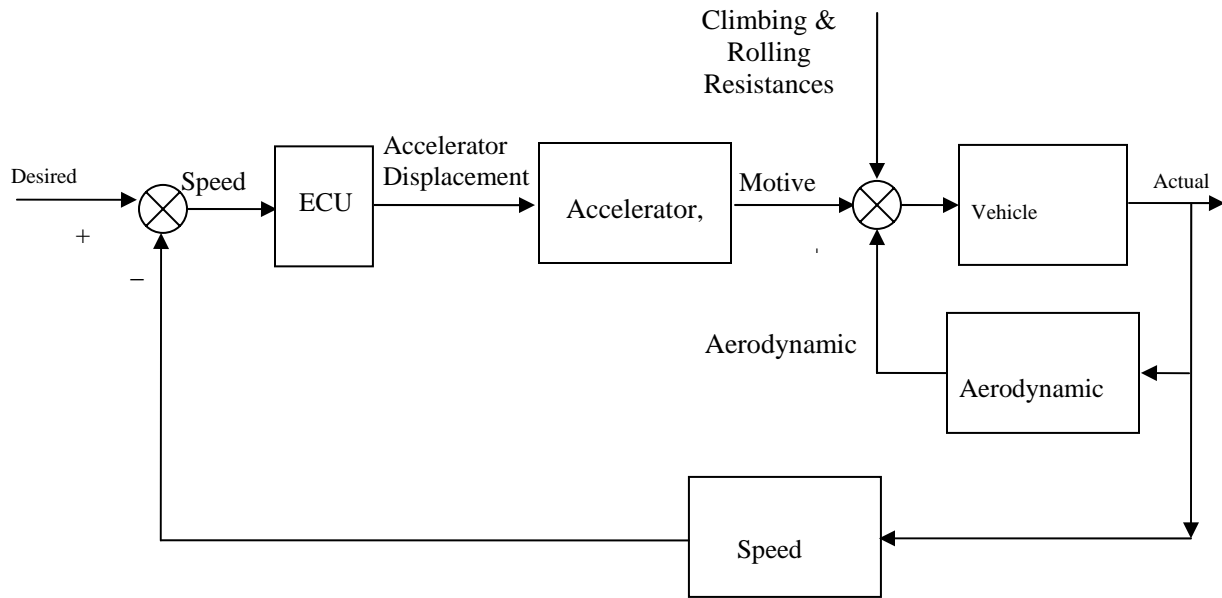 Climbing &
Rolling
Resistances
Desired
+
−
Speed
ECU
Accelerator
Displacement
Accelerator,
Motive
Vehicle
Actual
Aerodynamic
Aerodynamic
Speed